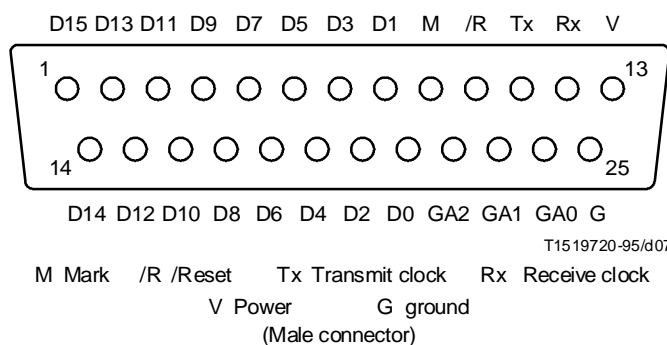 D15 D13 D11 D9 D7 D5 D3 D1 M /R Tx Rx V
1 13
14 25
D14 D12 D10 D8 D6 D4 D2 D0 GA2 GA1 GA0 G
T1519720-95/d07
M Mark /R /Reset Tx Transmit clock Rx Receive clock
V Power G ground
(Male connector)